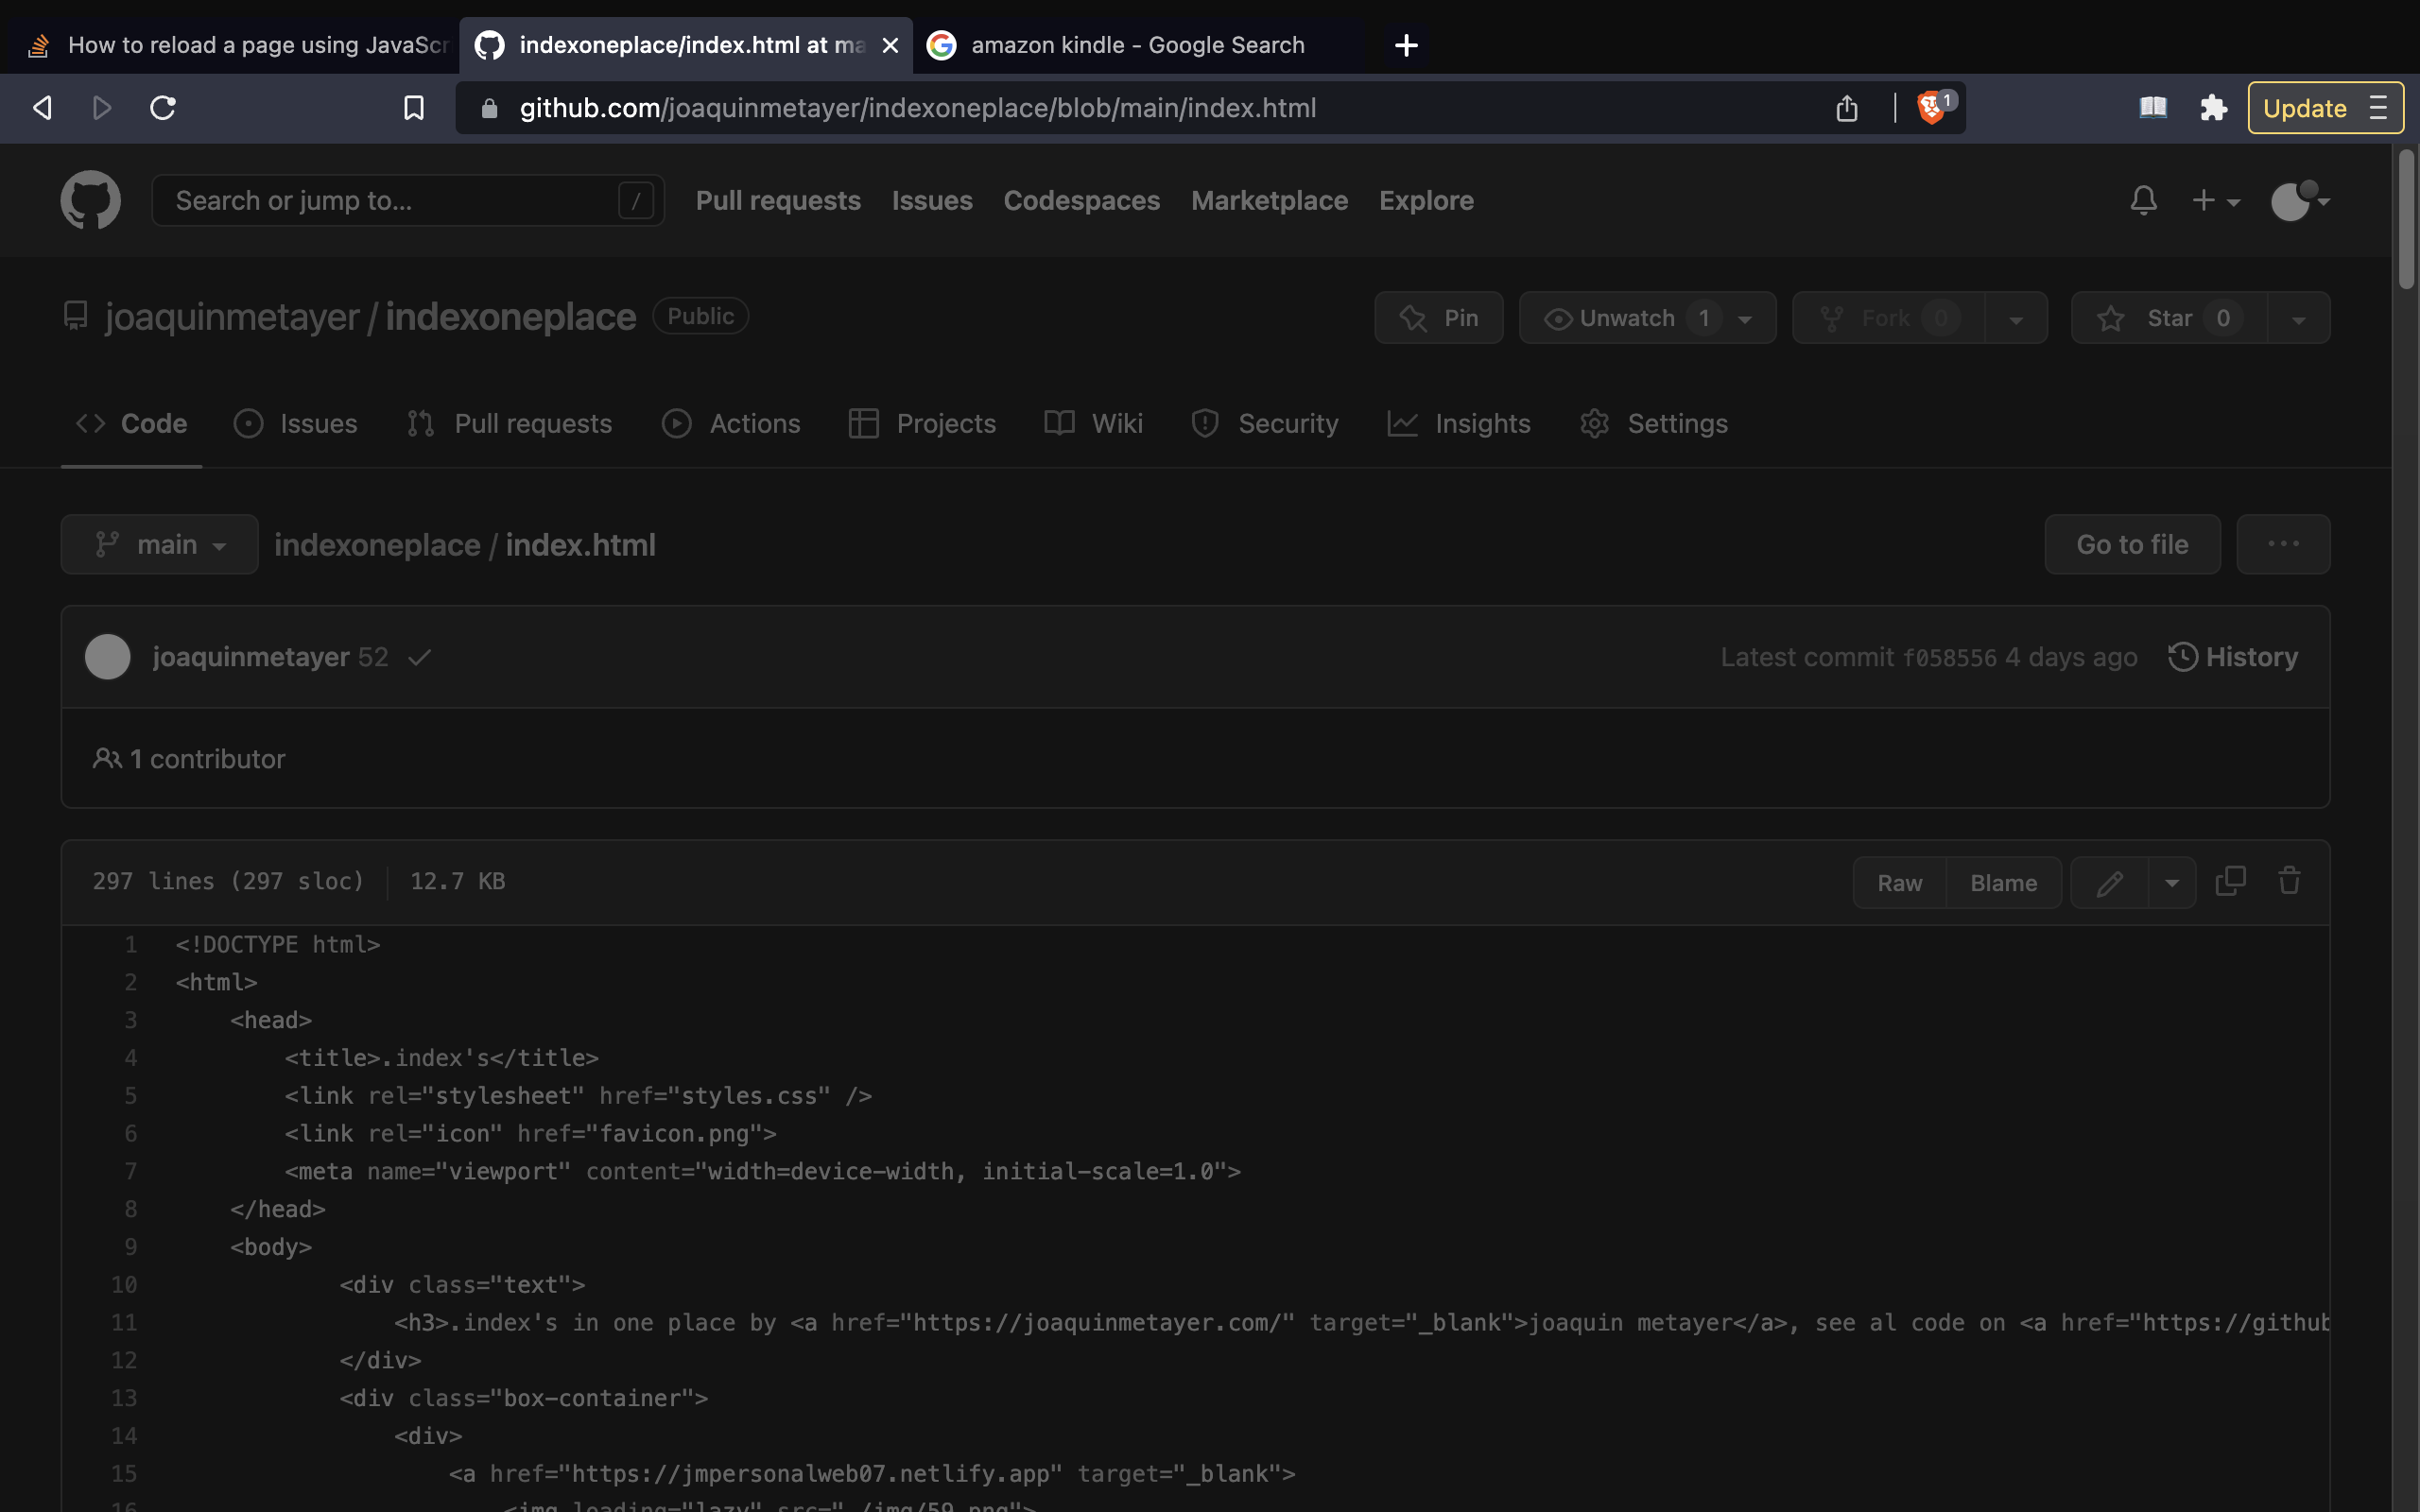 How to reload a page using JavaScr
indexoneplace/index.html at ma
amazon kindle - Google Search
github.com/joaquinmetayer/indexoneplace/blob/main/index.html
1
Update
Search or jump to... /
Pull requests Issues Codespaces Marketplace Explore
joaquinmetayer / indexoneplace Public
Pin Unwatch 1 Fork 0 Star 0
Code Issues Pull requests Actions Projects Wiki Security Insights Settings
main indexoneplace / index.html Go to file ...
joaquinmetayer 52 Latest commit f058556 4 days ago History
1 contributor
297 lines (297 sloc) 12.7 KB Raw Blame
1 <!DOCTYPE html>
2 <html>
3 <head>
4 <title>.index's</title>
5 <link rel="stylesheet" href="styles.css" />
6 <link rel="icon" href="favicon.png">
7 <meta name="viewport" content="width=device-width, initial-scale=1.0">
8 </head>
9 <body>
10 <div class="text">
11 <h3>.index's in one place by <a href="https://joaquinmetayer.com/" target="_blank">joaquin metayer</a>, see al code on <a href="https://github
12 </div>
13 <div class="box-container">
14 <div>
15 <a href="https://jmpersonalweb07.netlify.app" target="_blank">
16 <img loading="lazy" src="./img/59.png">